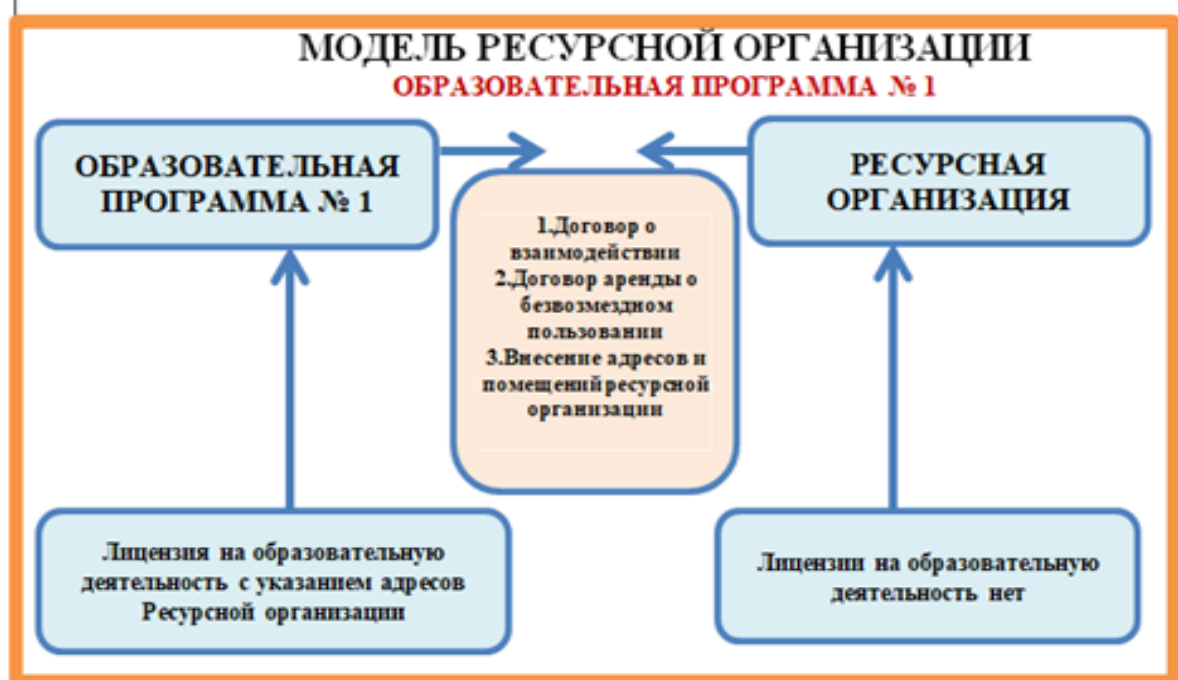 МОДЕЛЬ РЕСУРСНОЙ ОРГАНИЗАЦИИ
ОБРАЗОВАТЕЛЬНАЯ ПРОГРАММА № 1
ОБРАЗОВАТЕЛЬНАЯ
ПРОГРАММА № 1
РЕСУРСНАЯ
ОРГАНИЗАЦИЯ
1.Договор о
взаимодействии
2.Договор аренды о
безвозмездном
пользовании
3.Внесение адресов и
помещений ресурсной
организации
Лицензия на образовательную
деятельность с указанием адресов
Ресурсной организации
Лицензии на образовательную
деятельность нет